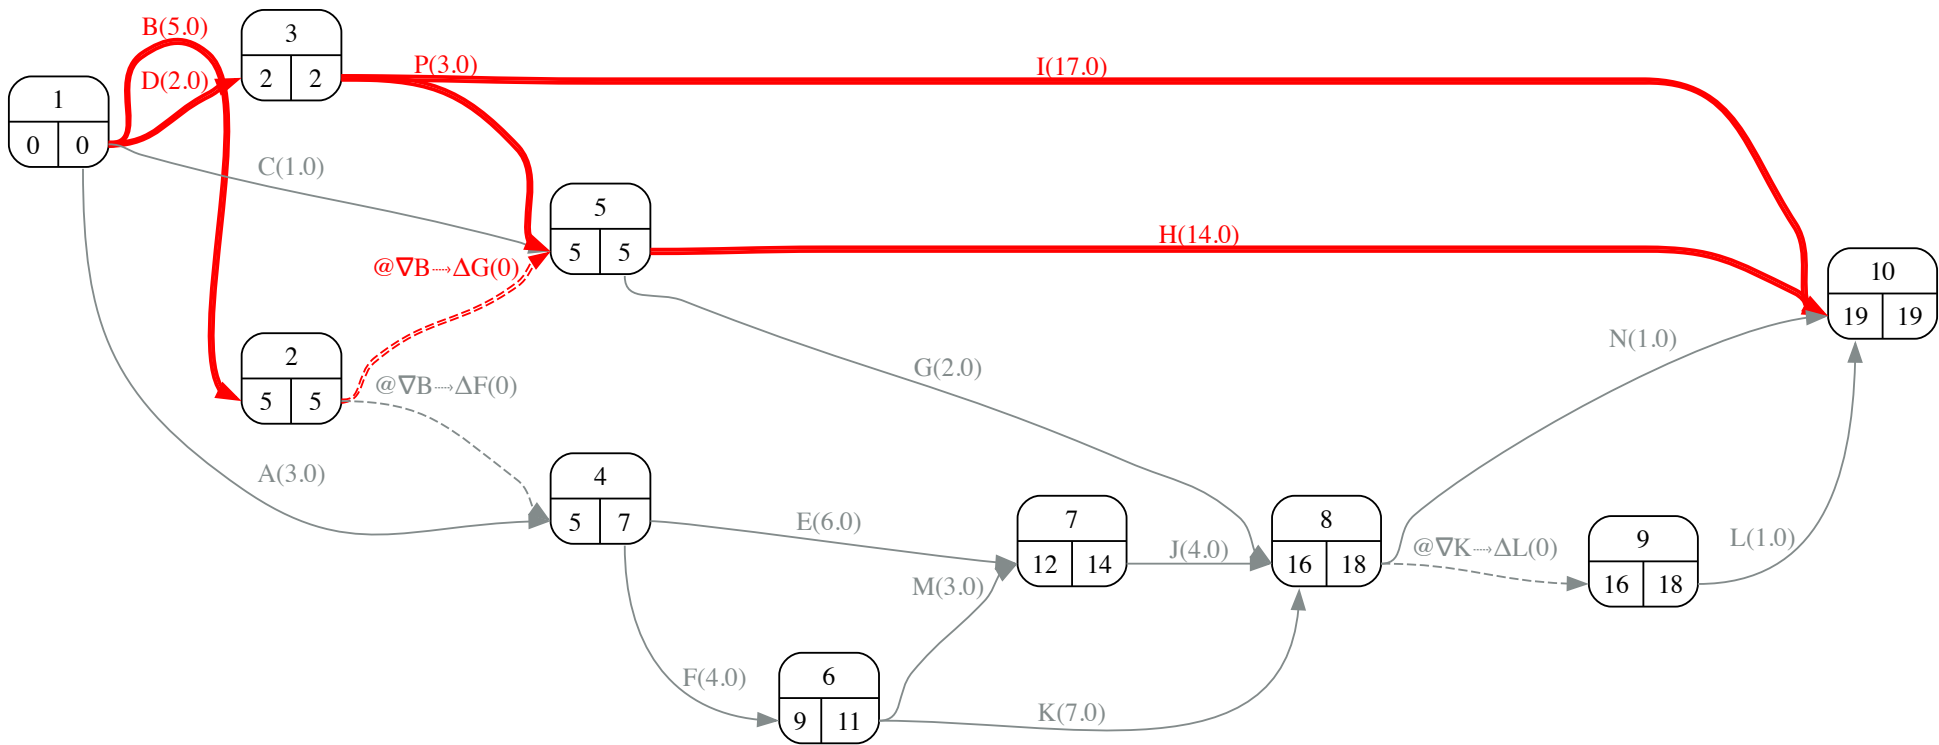 B(5.0)
3
P(3.0)
I(17.0)
D(2.0)
2 2
1
0 0
C(1.0)
5
5 5
H(14.0)
@∇B⤑ΔG(0)
10
19 19
2
5 5
@∇B⤑ΔF(0)
G(2.0)
N(1.0)
A(3.0)
4
5 7
E(6.0)
7
12 14
J(4.0)
8
16 18
@∇K⤑ΔL(0)
9
16 18
L(1.0)
M(3.0)
F(4.0)
6
9 11
K(7.0)